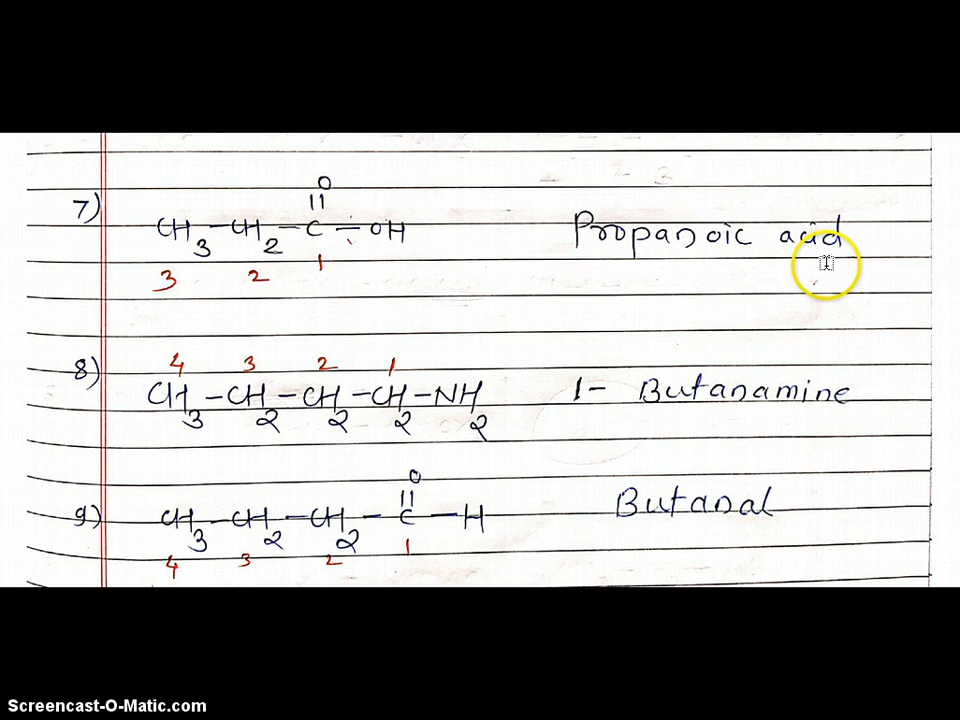 O
7) CH3-CH2-C-OH Propanoic acid
3 2 1
4 3 2 1
8) CH3-CH2-CH2-CH2-NH2 1- Butanamine
O
9) CH3-CH2-CH2-C-H Butanal
4 3 2 1
Screencast-O-Matic.com